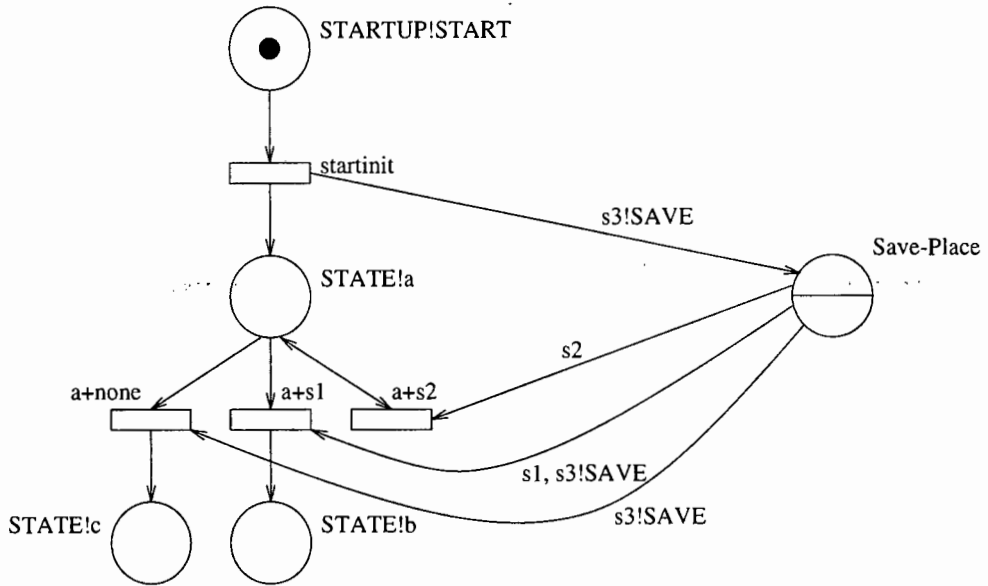 STARTUP!START
startinit
s3!SAVE
Save-Place
STATE!a
s2
a+none
a+s1
a+s2
s1, s3!SAVE
s3!SAVE
STATE!c
STATE!b